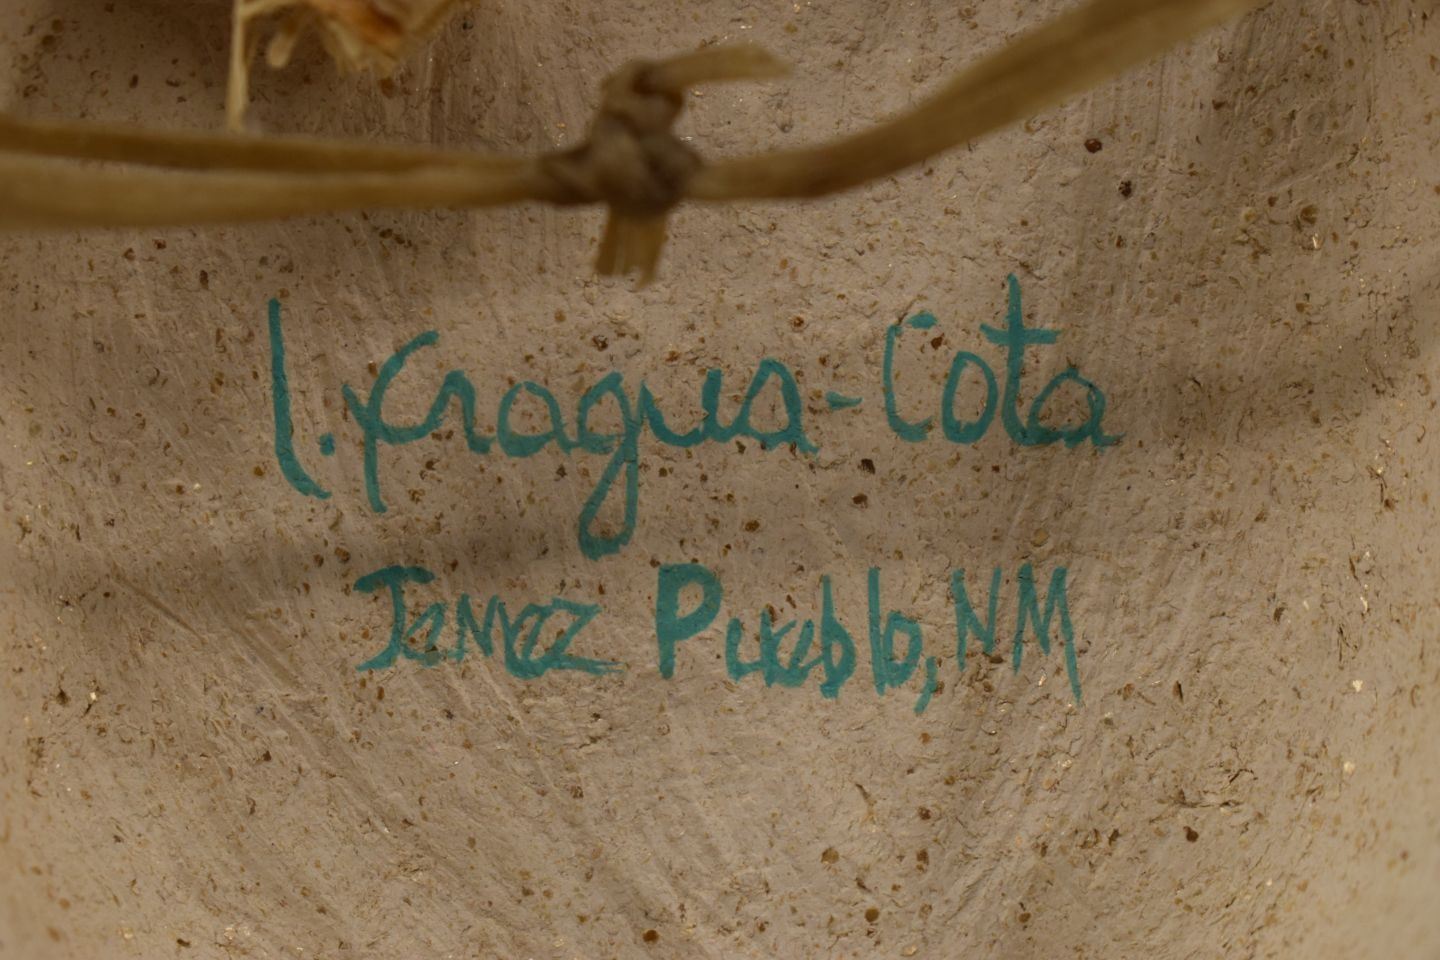 l. Fragua-Cota
Jemez Pueblo, NM